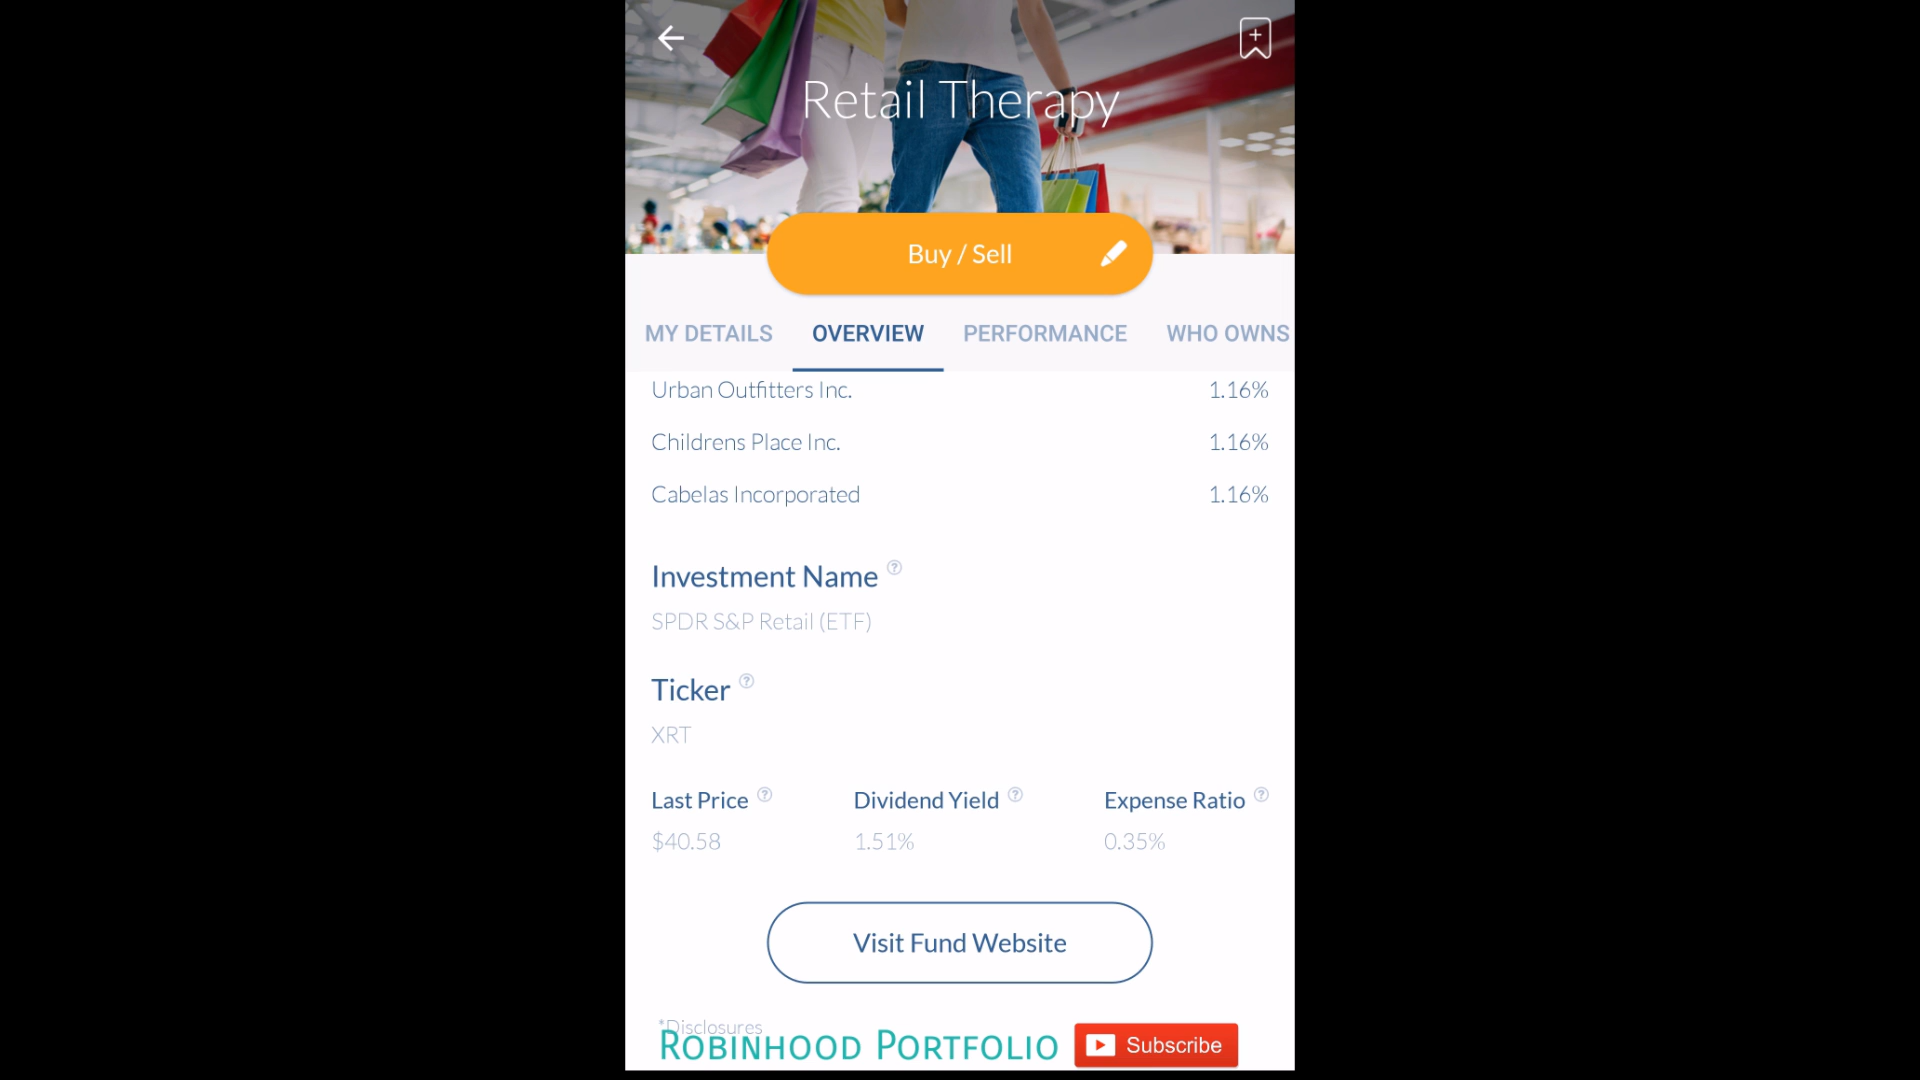 Retail Therapy
Buy / Sell
MY DETAILS OVERVIEW PERFORMANCE WHO OWNS
Urban Outfitters Inc. 1.16%
Childrens Place Inc. 1.16%
Cabelas Incorporated 1.16%
Investment Name ?
SPDR S&P Retail (ETF)
Ticker ?
XRT
Last Price ? Dividend Yield ? Expense Ratio ?
$40.58 1.51% 0.35%
Visit Fund Website
*Disclosures
ROBINHOOD PORTFOLIO Subscribe